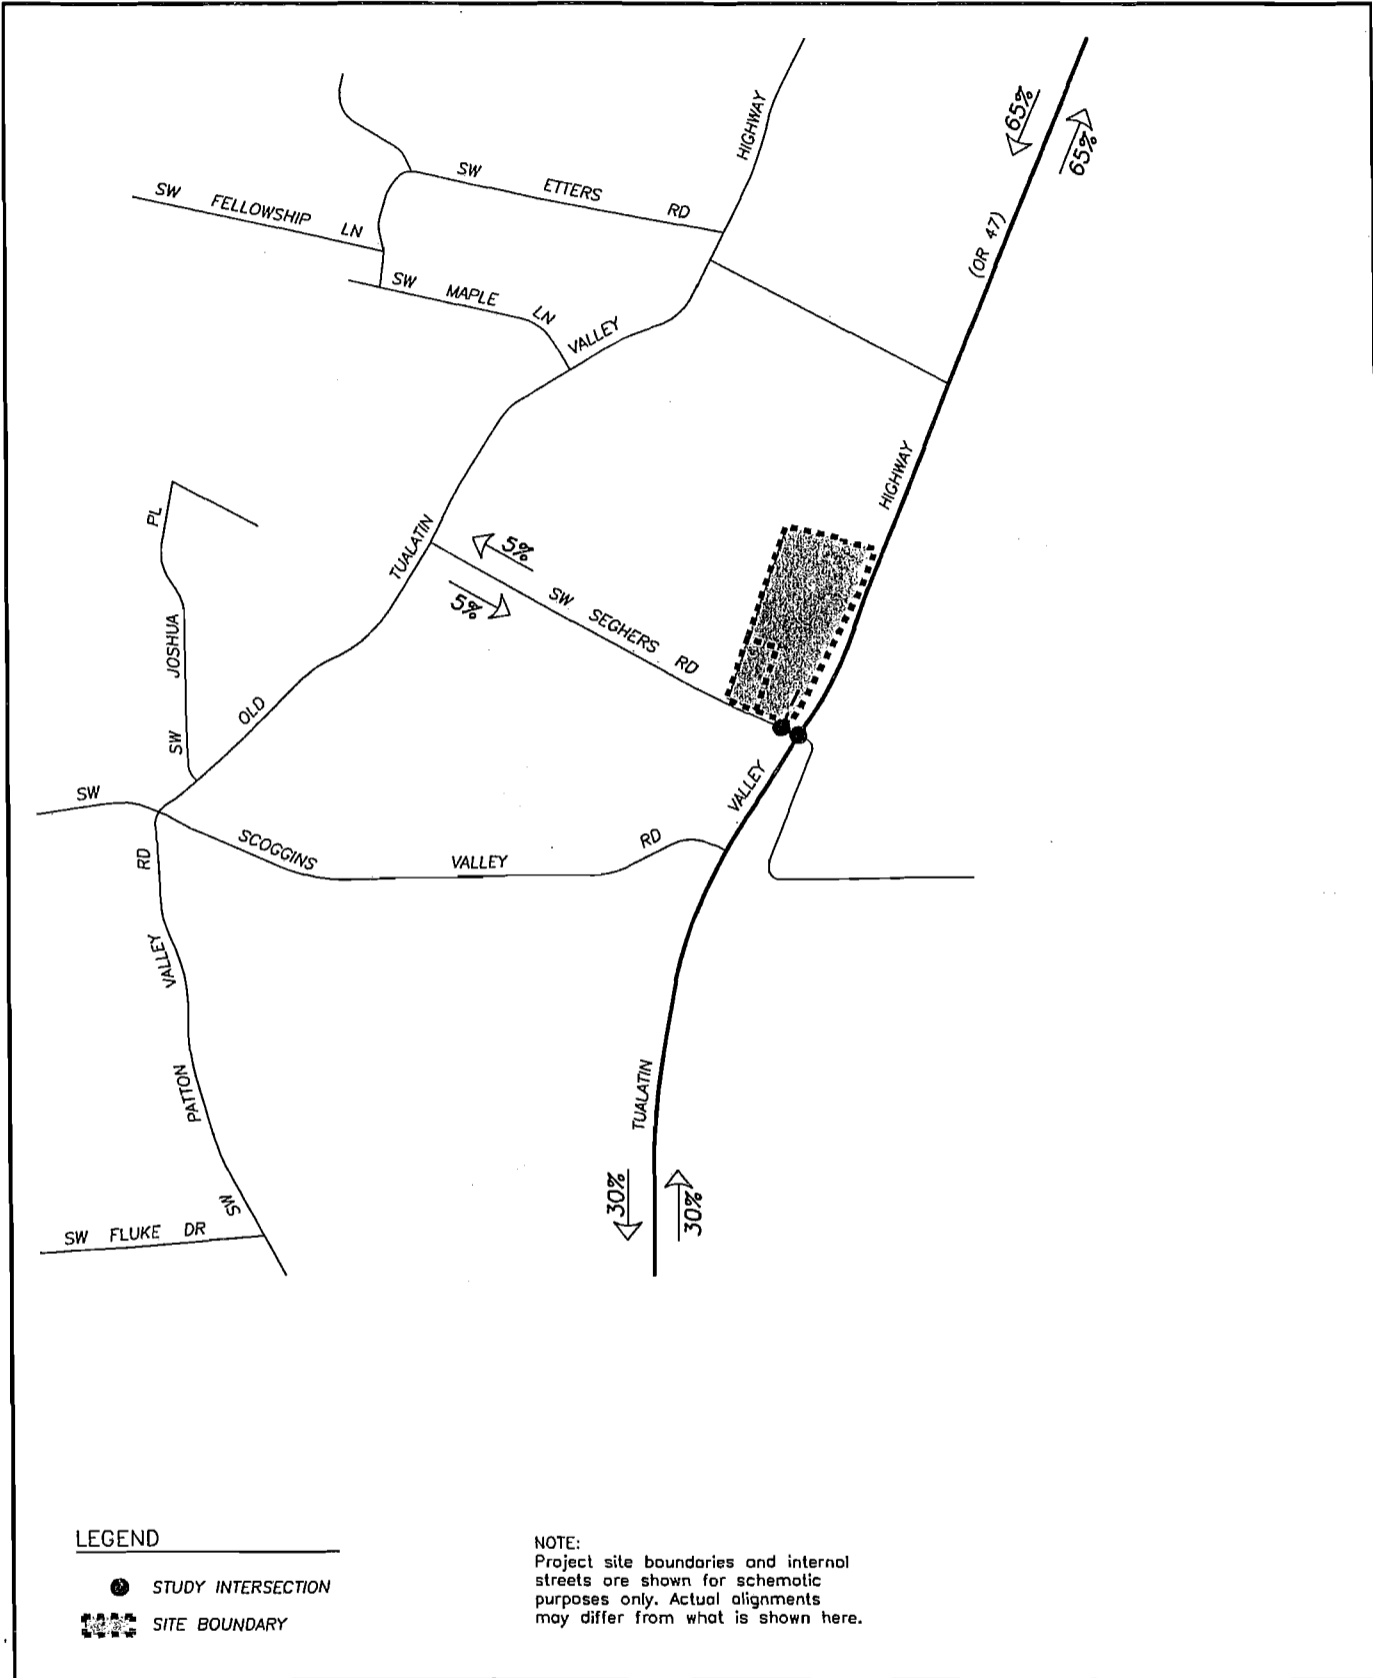 HIGHWAY
65%
65%
SW ETTERS RD
SW FELLOWSHIP LN
(OR 47)
SW MAPLE LN
VALLEY
HIGHWAY
PL
TUALATIN
5%
5%
SW SEGHERS RD
JOSHUA
SW
OLD
SW
VALLEY
RD
SCOGGINS VALLEY RD
VALLEY
PATTON
TUALATIN
SW
30%
30%
SW FLUKE DR
LEGEND
STUDY INTERSECTION
SITE BOUNDARY
NOTE:
Project site boundaries and internal
streets are shown for schematic
purposes only. Actual alignments
may differ from what is shown here.